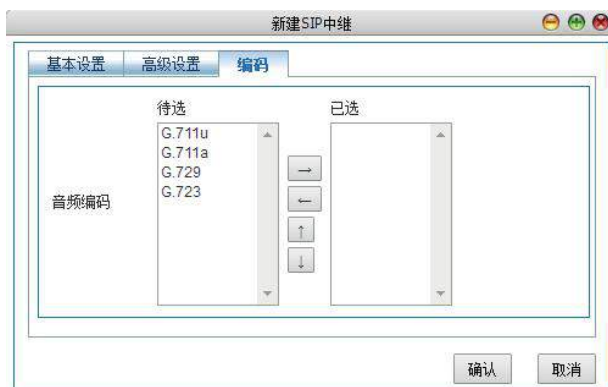 新建SIP中继
基本设置 高级设置 编码
待选 已选
音频编码
G.711u
G.711a
G.729
G.723
→
←
↑
↓
确认 取消